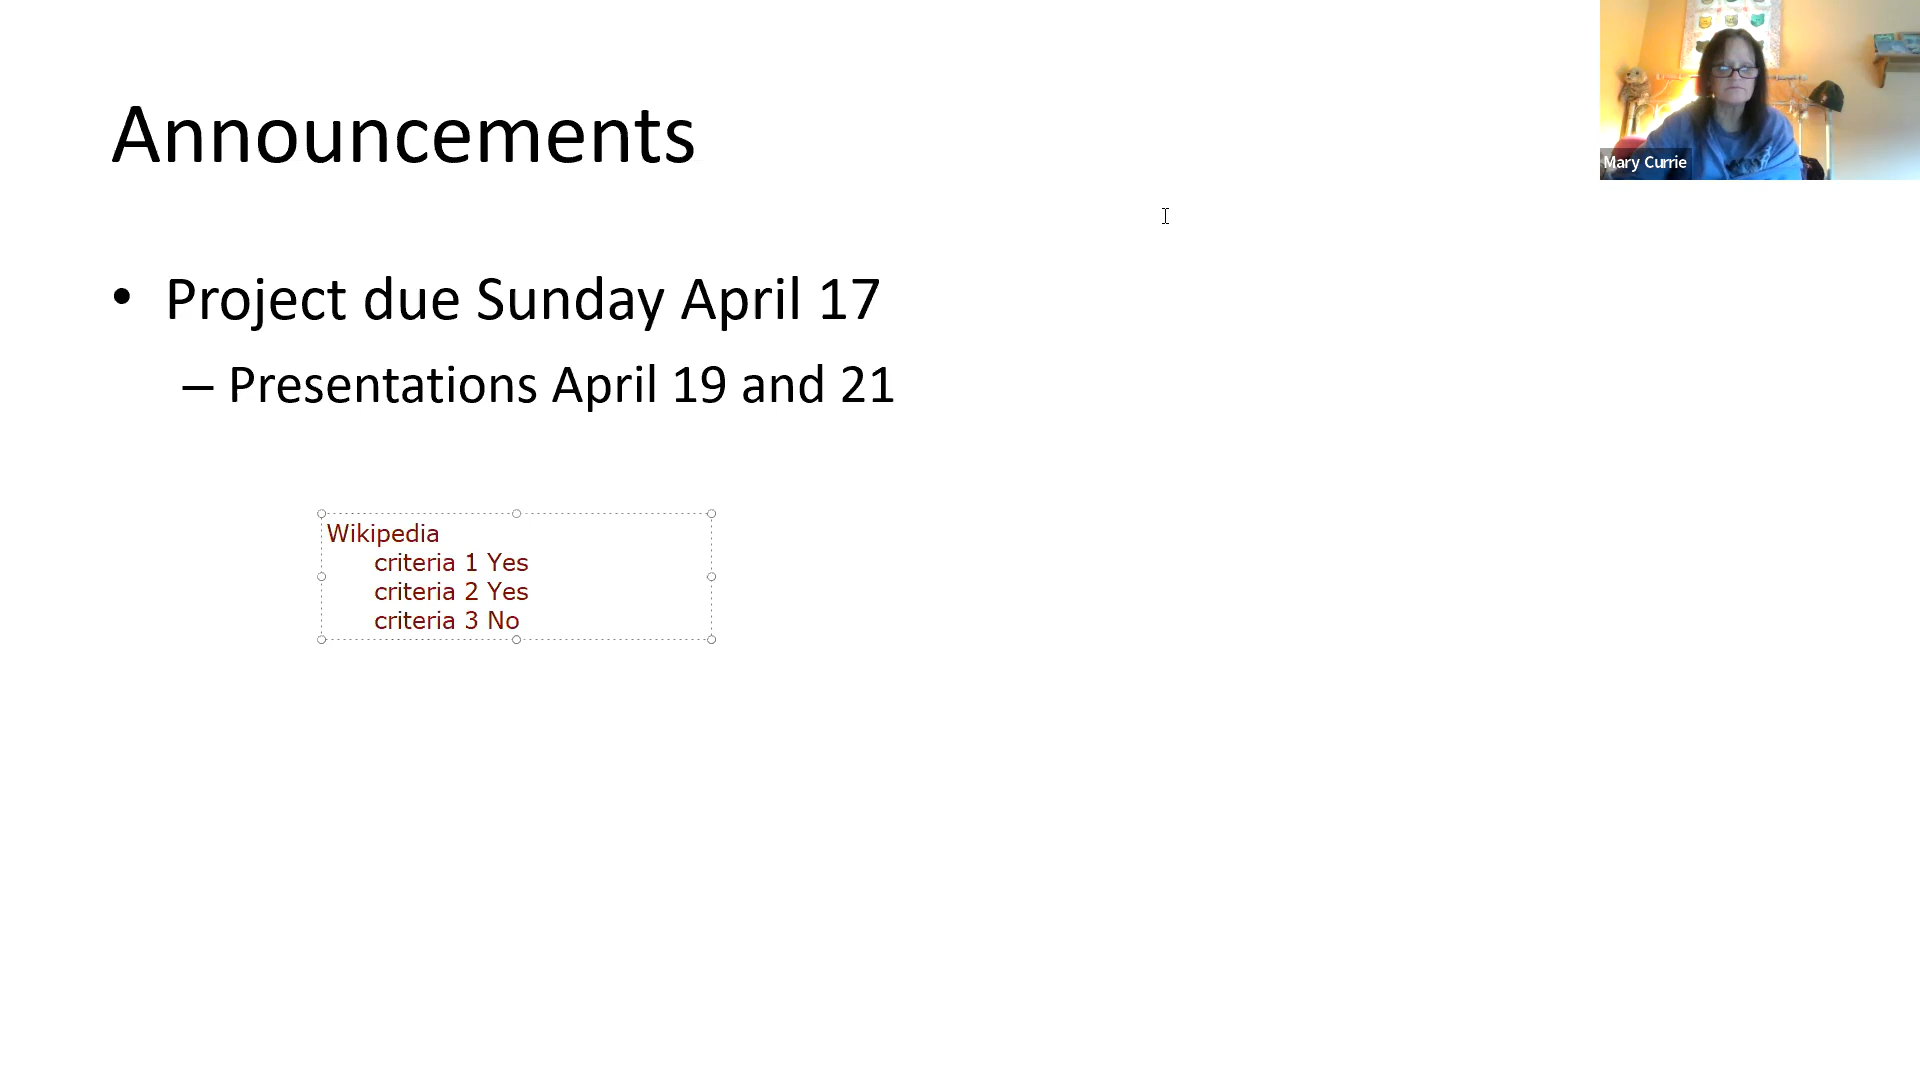 Announcements
Mary Currie
• Project due Sunday April 17
– Presentations April 19 and 21
Wikipedia
criteria 1 Yes
criteria 2 Yes
criteria 3 No